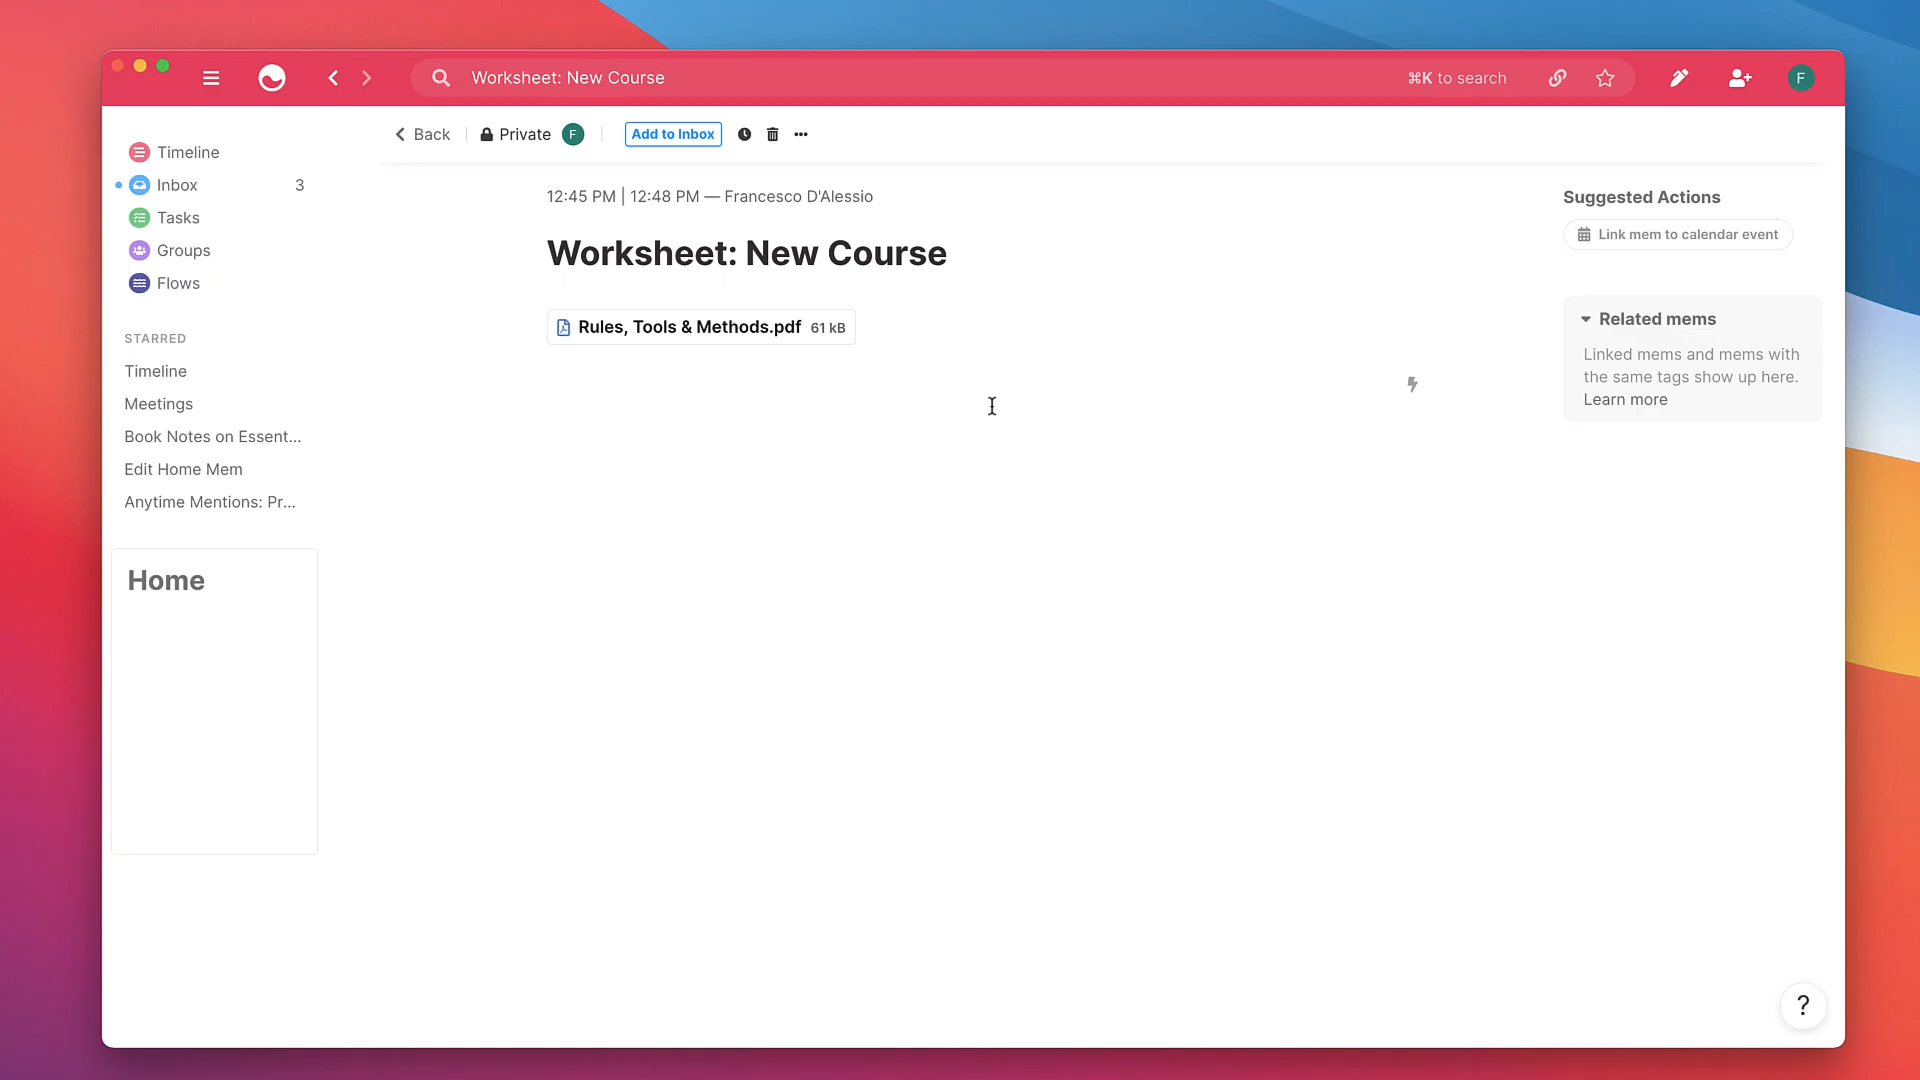 Worksheet: New Course
⌘K to search
F
Back
Private
F
Add to Inbox
Timeline
Inbox
3
Tasks
Groups
Flows
STARRED
Timeline
Meetings
Book Notes on Essent...
Edit Home Mem
Anytime Mentions: Pr...
Home
12:45 PM | 12:48 PM — Francesco D'Alessio
Worksheet: New Course
Rules, Tools & Methods.pdf 61 kB
Suggested Actions
Link mem to calendar event
Related mems
Linked mems and mems with
the same tags show up here.
Learn more
?